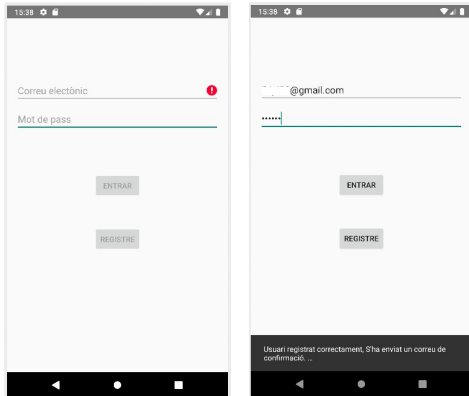 15:38
Correu electònic
Mot de pass
ENTRAR
REGISTRE
15:38
@gmail.com
••••••
ENTRAR
REGISTRE
Usuari registrat correctament, S'ha enviat un correu de
confirmació. ...